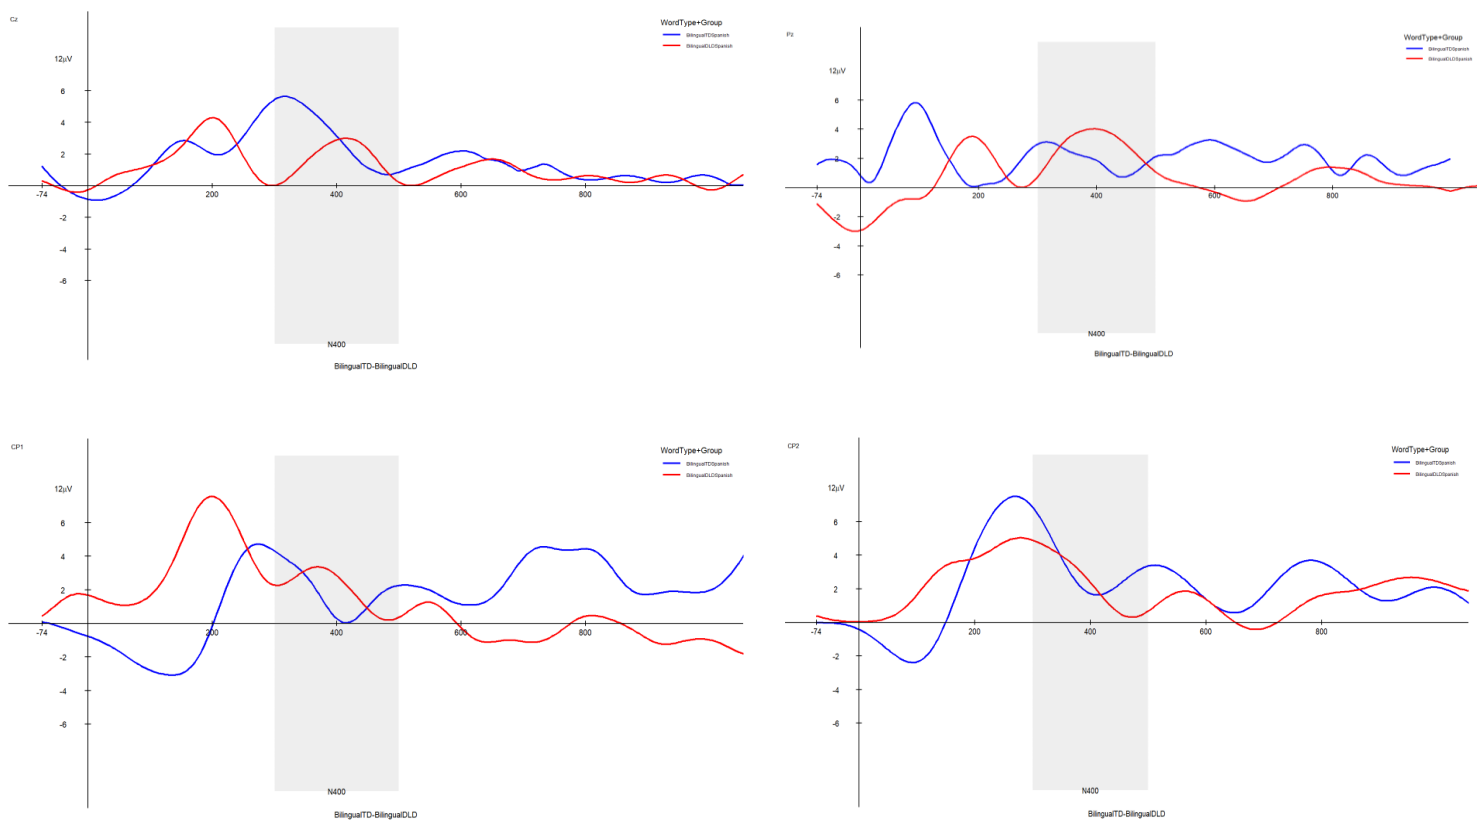 Cz
WordType+Group
BilingualTDSpanish
BilingualDLDSpanish
12µV
6
4
2
-74
200
400
600
800
-2
-4
-6
N400
BilingualTD-BilingualDLD
Pz
WordType+Group
BilingualTDSpanish
BilingualDLDSpanish
12µV
6
4
2
-74
200
400
600
800
-2
-4
-6
N400
BilingualTD-BilingualDLD
CP1
WordType+Group
BilingualTDSpanish
BilingualDLDSpanish
12µV
6
4
2
-74
200
400
600
800
-2
-4
-6
N400
BilingualTD-BilingualDLD
CP2
WordType+Group
BilingualTDSpanish
BilingualDLDSpanish
12µV
6
4
2
-74
200
400
600
800
-2
-4
-6
N400
BilingualTD-BilingualDLD